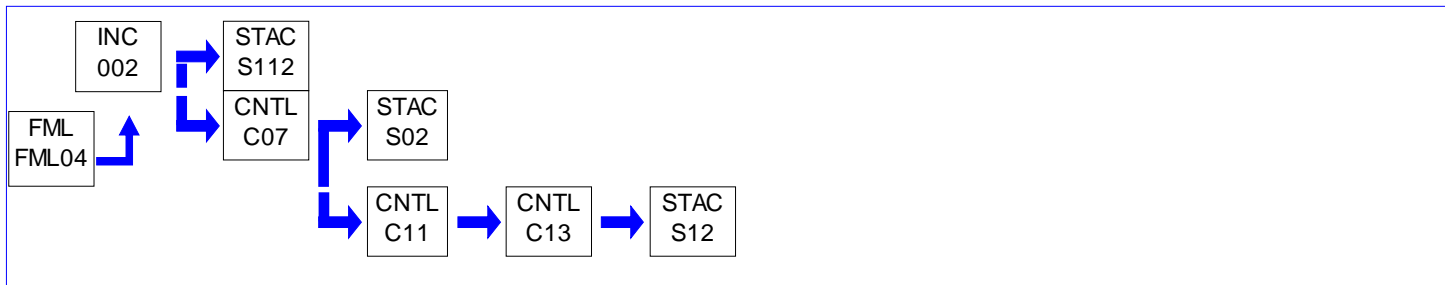 INC
002
STAC
S112
CNTL
C07
STAC
S02
FML
FML04
CNTL
C11
CNTL
C13
STAC
S12